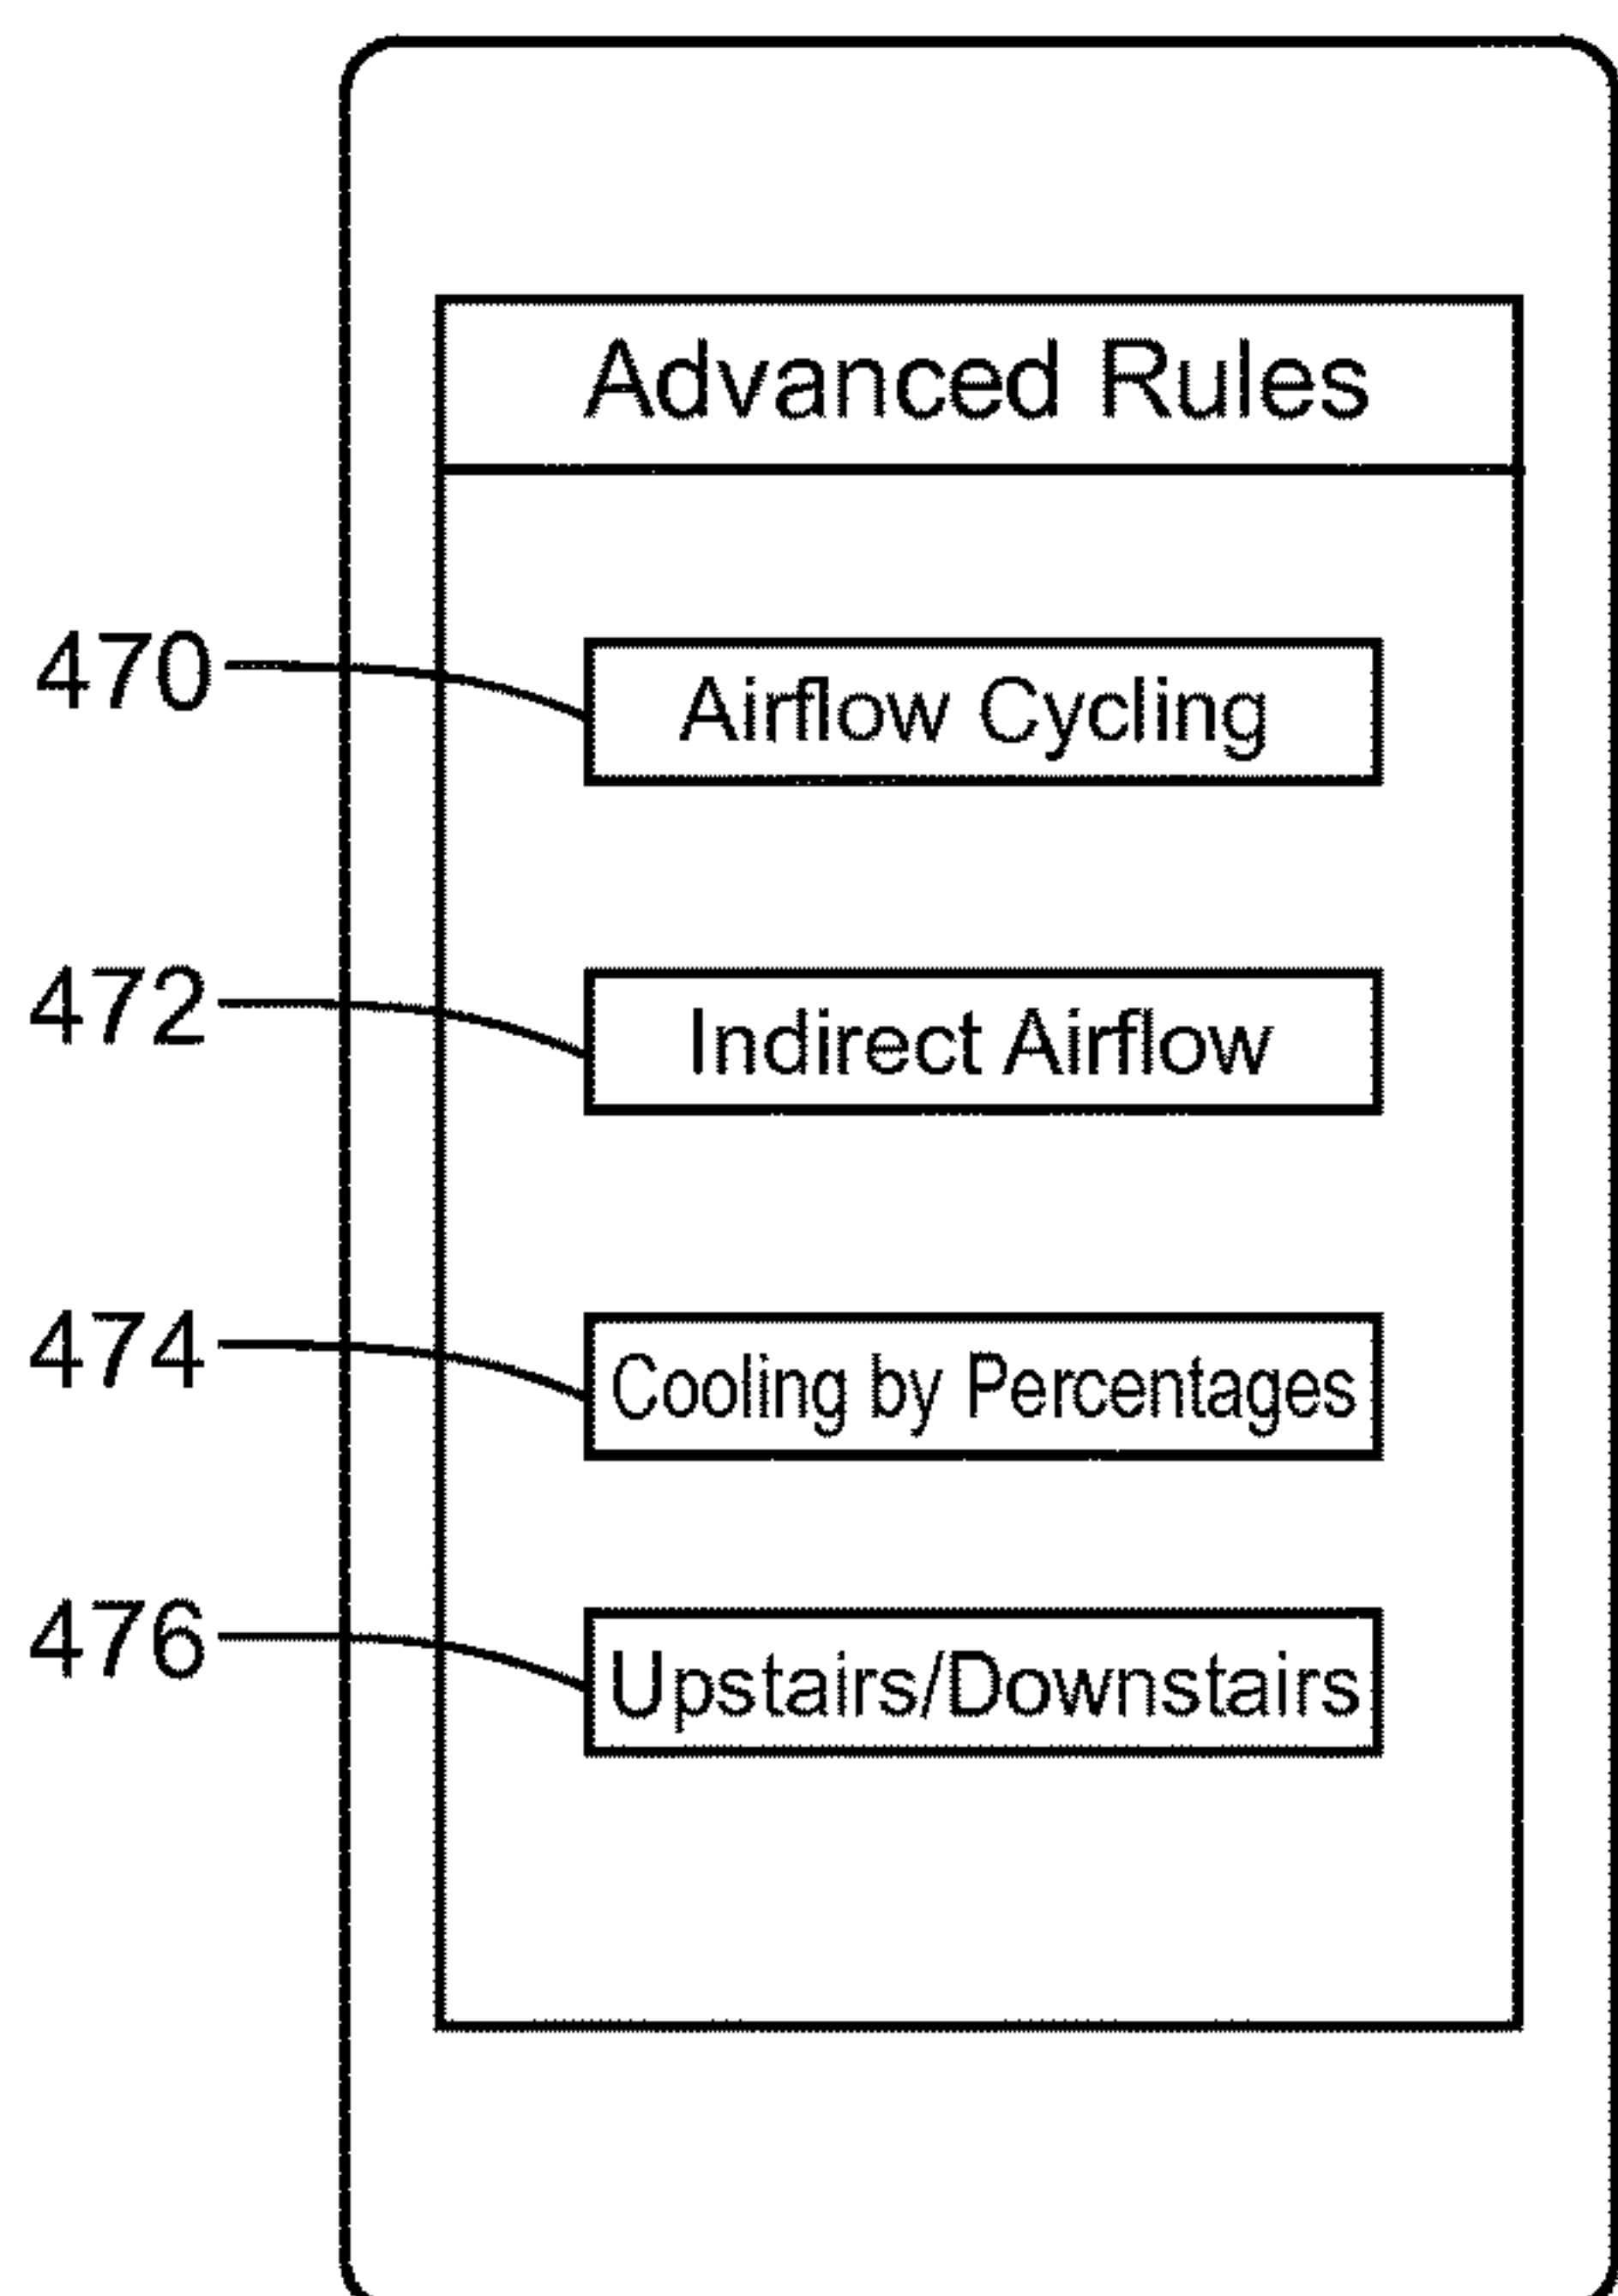 Advanced Rules
470
Airflow Cycling
472
Indirect Airflow
474
Cooling by Percentages
476
Upstairs/Downstairs